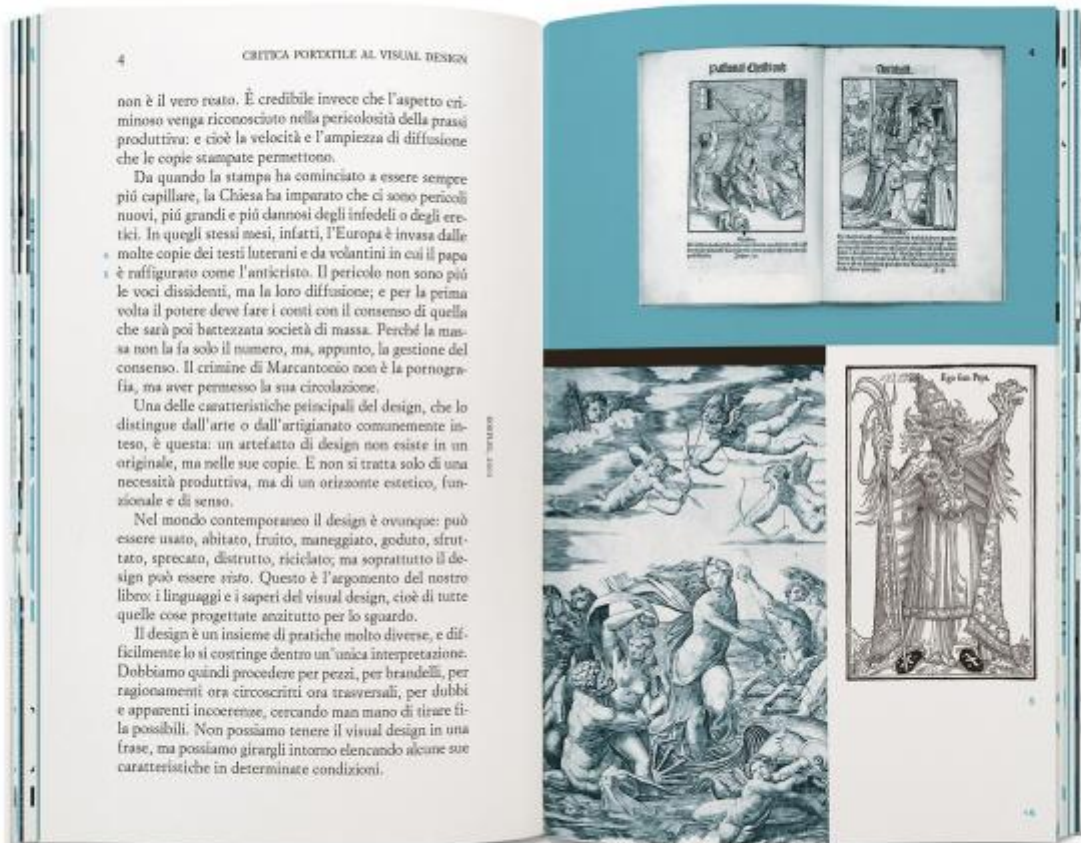 4
CRITICA PORTATILE AL VISUAL DESIGN
non è il vero reato. È credibile invece che l'aspetto cri-
minoso venga riconosciuto nella pericolosità della prassi
produttiva: e cioè la velocità e l'ampiezza di diffusione
che le copie stampate permettono.
Da quando la stampa ha cominciato a essere sempre
piú capillare, la Chiesa ha imparato che ci sono pericoli
nuovi, piú grandi e piú dannosi degli infedeli o degli ere-
tici. In quegli stessi mesi, infatti, l'Europa è invasa dalle
molte copie dei testi luterani e da volantini in cui il papa
è raffigurato come l'anticristo. Il pericolo non sono piú
le voci dissidenti, ma la loro diffusione; e per la prima
volta il potere deve fare i conti con il consenso di quella
che sarà poi battezzata società di massa. Perché la mas-
sa non la fa solo il numero, ma, appunto, la gestione del
consenso. Il crimine di Marcantonio non è la pornogra-
fia, ma aver permesso la sua circolazione.
Una delle caratteristiche principali del design, che lo
distingue dall'arte o dall'artigianato comunemente in-
teso, è questa: un artefatto di design non esiste in un
originale, ma nelle sue copie. E non si tratta solo di una
necessità produttiva, ma di un orizzonte estetico, fun-
zionale e di senso.
Nel mondo contemporaneo il design è ovunque: può
essere usato, abitato, fruito, maneggiato, goduto, sfrut-
tato, sprecato, distrutto, riciclato; ma soprattutto il de-
sign può essere visto. Questo è l'argomento del nostro
libro: i linguaggi e i saperi del visual design, cioè di tutte
quelle cose progettate anzitutto per lo sguardo.
Il design è un insieme di pratiche molto diverse, e dif-
ficilmente lo si costringe dentro un'unica interpretazione.
Dobbiamo quindi procedere per pezzi, per brandelli, per
ragionamenti ora circoscritti ora trasversali, per dubbi
e apparenti incoerenze, cercando man mano di tirare fi-
la possibili. Non possiamo tenere il visual design in una
frase, ma possiamo girargli intorno elencando alcune sue
caratteristiche in determinate condizioni.
4
Passional Christi und
Ego sum Papa.